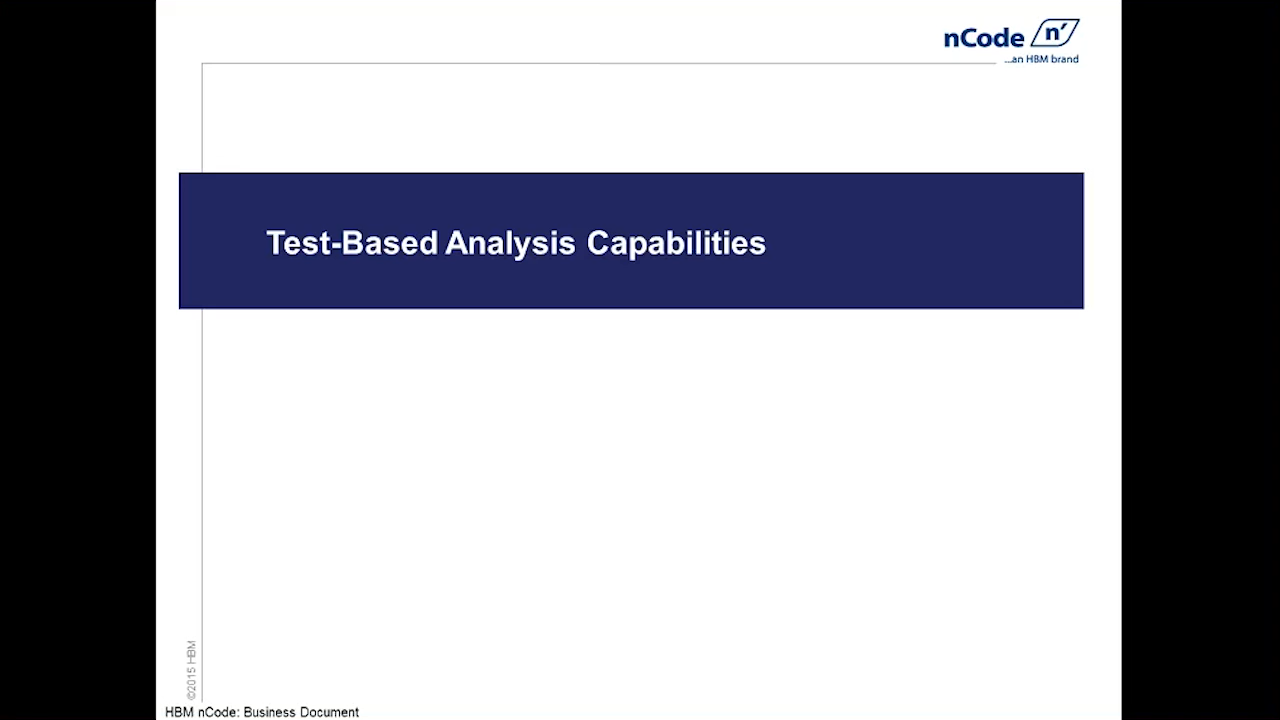 nCode n'
...an HBM brand
Test-Based Analysis Capabilities
©2015 HBM
HBM nCode: Business Document